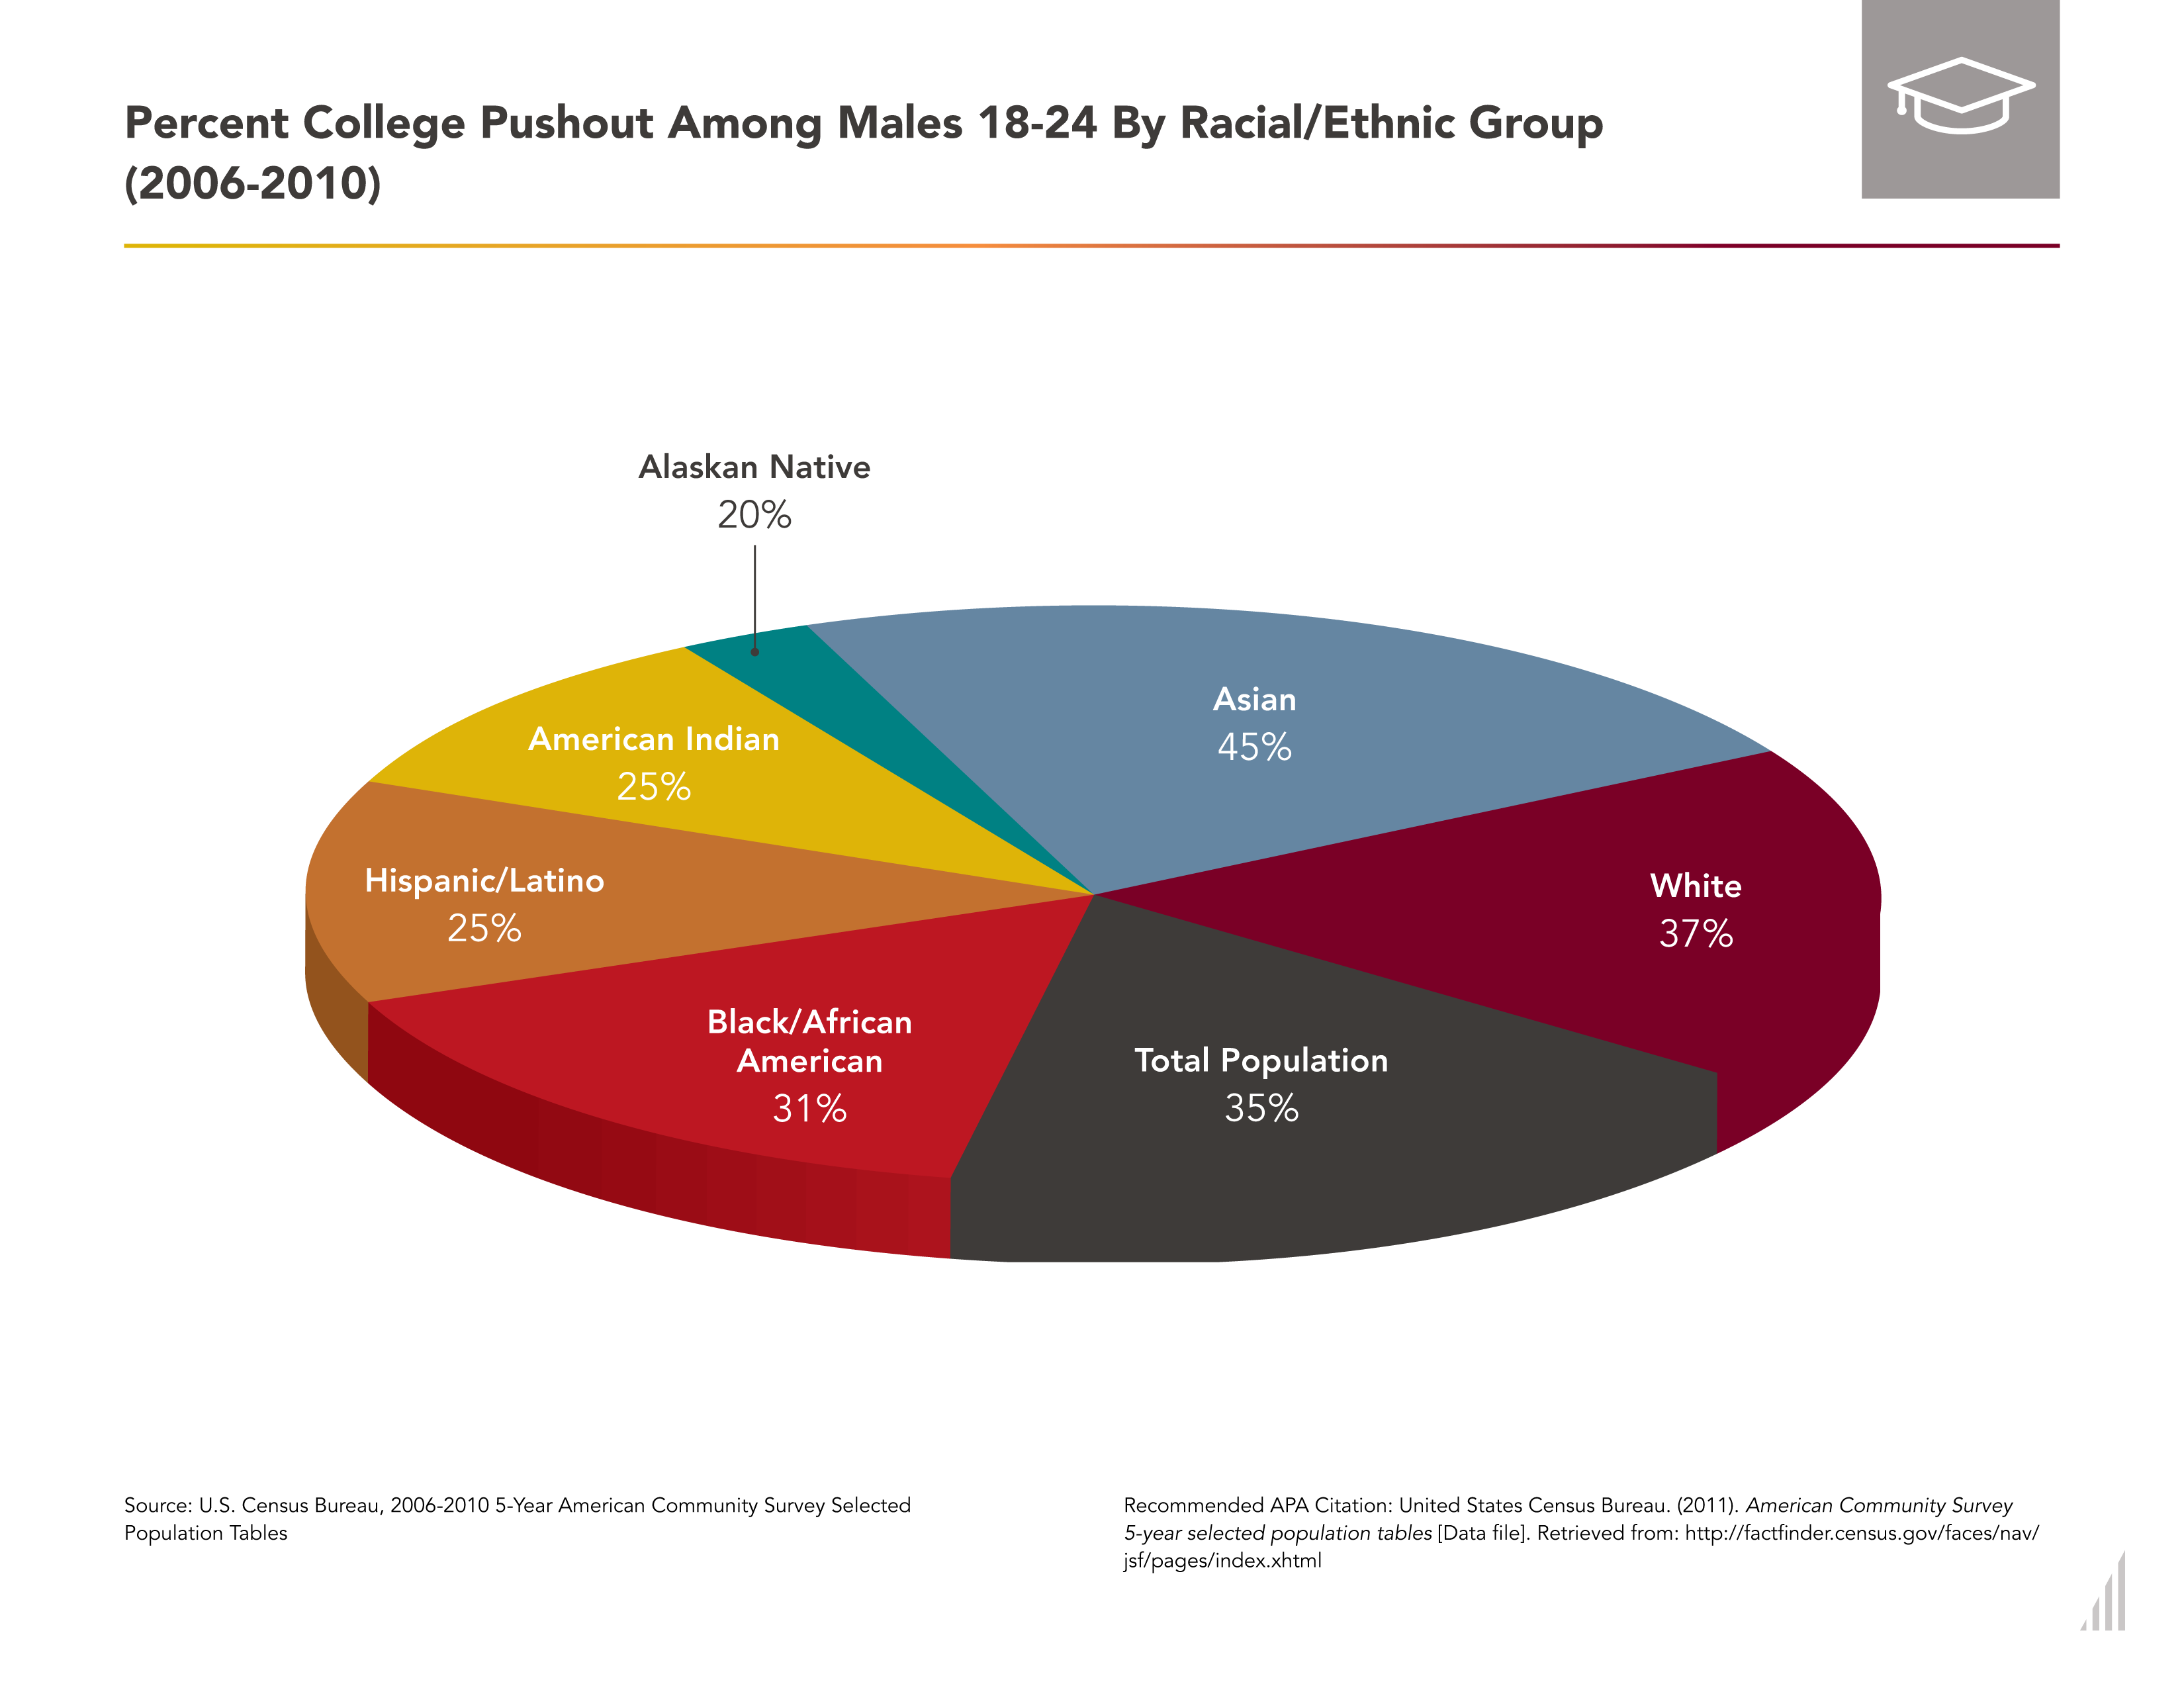 Percent College Pushout Among Males 18-24 By Racial/Ethnic Group
(2006-2010)
Alaskan Native
20%
Asian
45%
American Indian
25%
Hispanic/Latino
25%
White
37%
Black/African
American
31%
Total Population
35%
Source: U.S. Census Bureau, 2006-2010 5-Year American Community Survey Selected
Population Tables
Recommended APA Citation: United States Census Bureau. (2011). American Community Survey
5-year selected population tables [Data file]. Retrieved from: http://factfinder.census.gov/faces/nav/
jsf/pages/index.xhtml